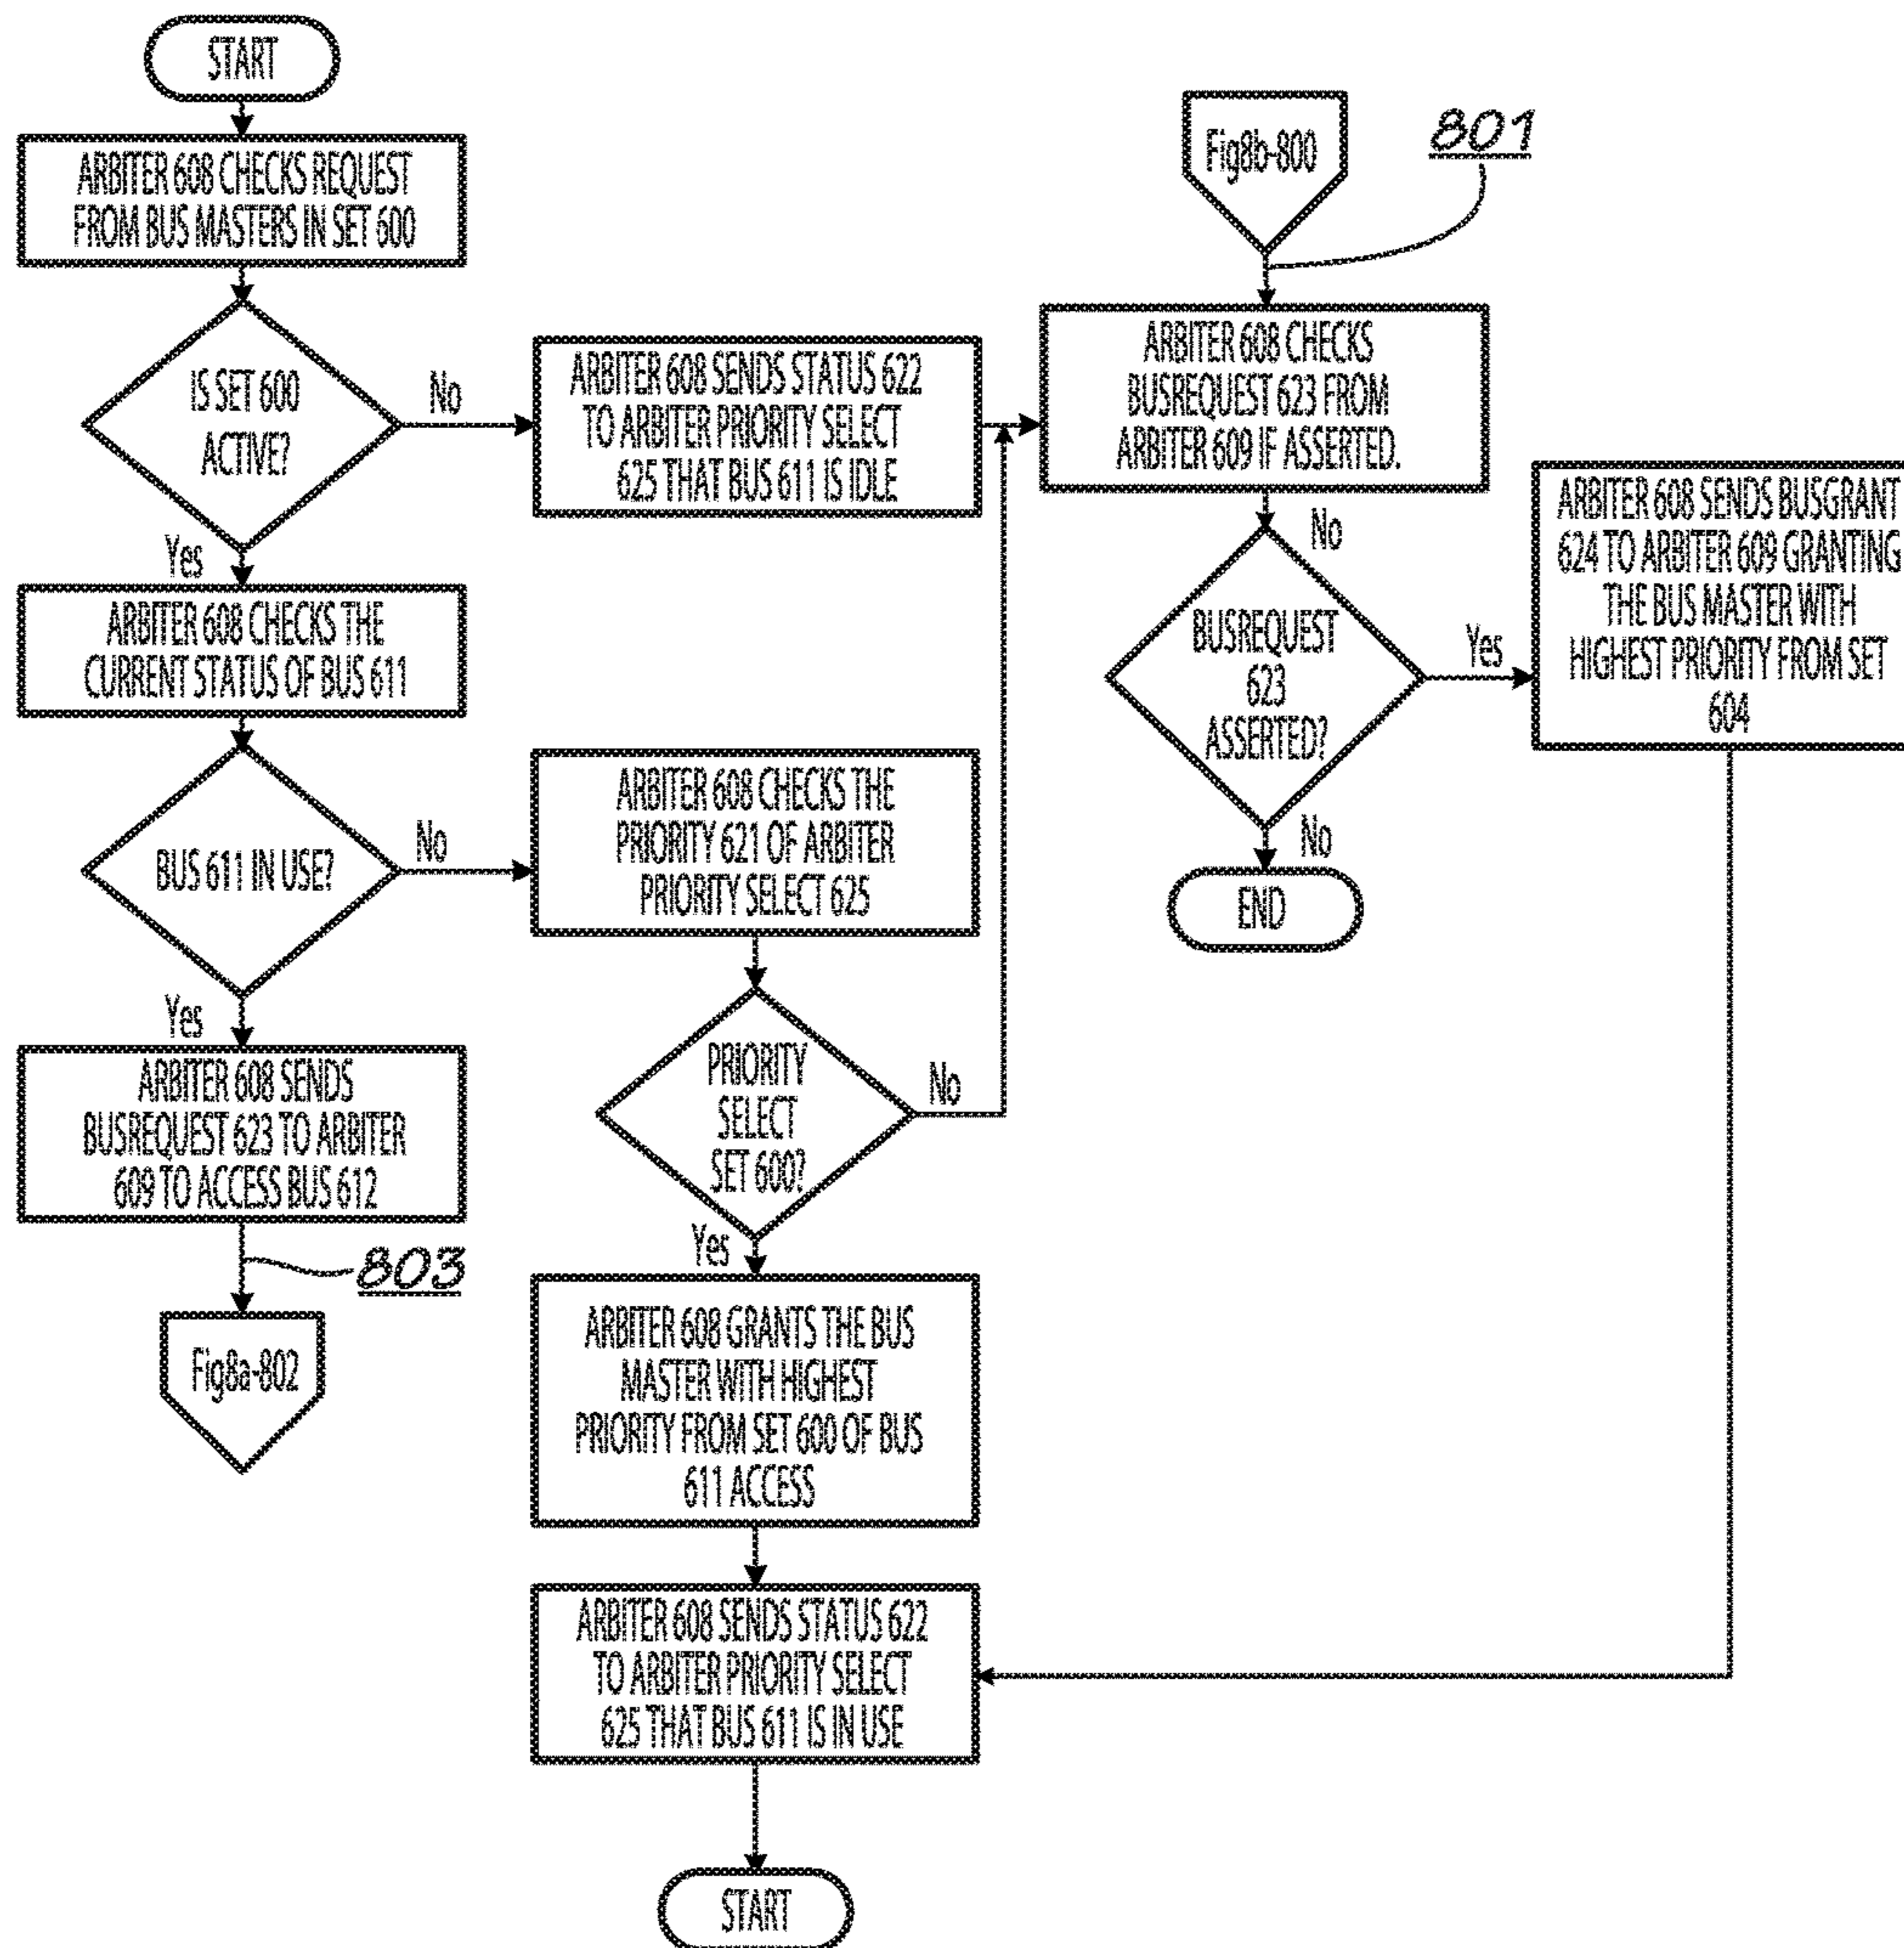 START
ARBITER 608 CHECKS REQUEST
FROM BUS MASTERS IN SET 600
IS SET 600
ACTIVE?
No
Yes
ARBITER 608 SENDS STATUS 622
TO ARBITER PRIORITY SELECT
625 THAT BUS 611 IS IDLE
ARBITER 608 CHECKS THE
CURRENT STATUS OF BUS 611
BUS 611 IN USE?
No
Yes
ARBITER 608 SENDS
BUSREQUEST 623 TO ARBITER
609 TO ACCESS BUS 612
803
Fig8a-802
ARBITER 608 CHECKS THE
PRIORITY 621 OF ARBITER
PRIORITY SELECT 625
PRIORITY
SELECT
SET 600?
No
Yes
ARBITER 608 GRANTS THE BUS
MASTER WITH HIGHEST
PRIORITY FROM SET 600 OF BUS
611 ACCESS
ARBITER 608 SENDS STATUS 622
TO ARBITER PRIORITY SELECT
625 THAT BUS 611 IS IN USE
START
Fig8b-800
801
ARBITER 608 CHECKS
BUSREQUEST 623 FROM
ARBITER 609 IF ASSERTED.
No
BUSREQUEST
623
ASSERTED?
Yes
No
END
ARBITER 608 SENDS BUSGRANT
624 TO ARBITER 609 GRANTING
THE BUS MASTER WITH
HIGHEST PRIORITY FROM SET
604